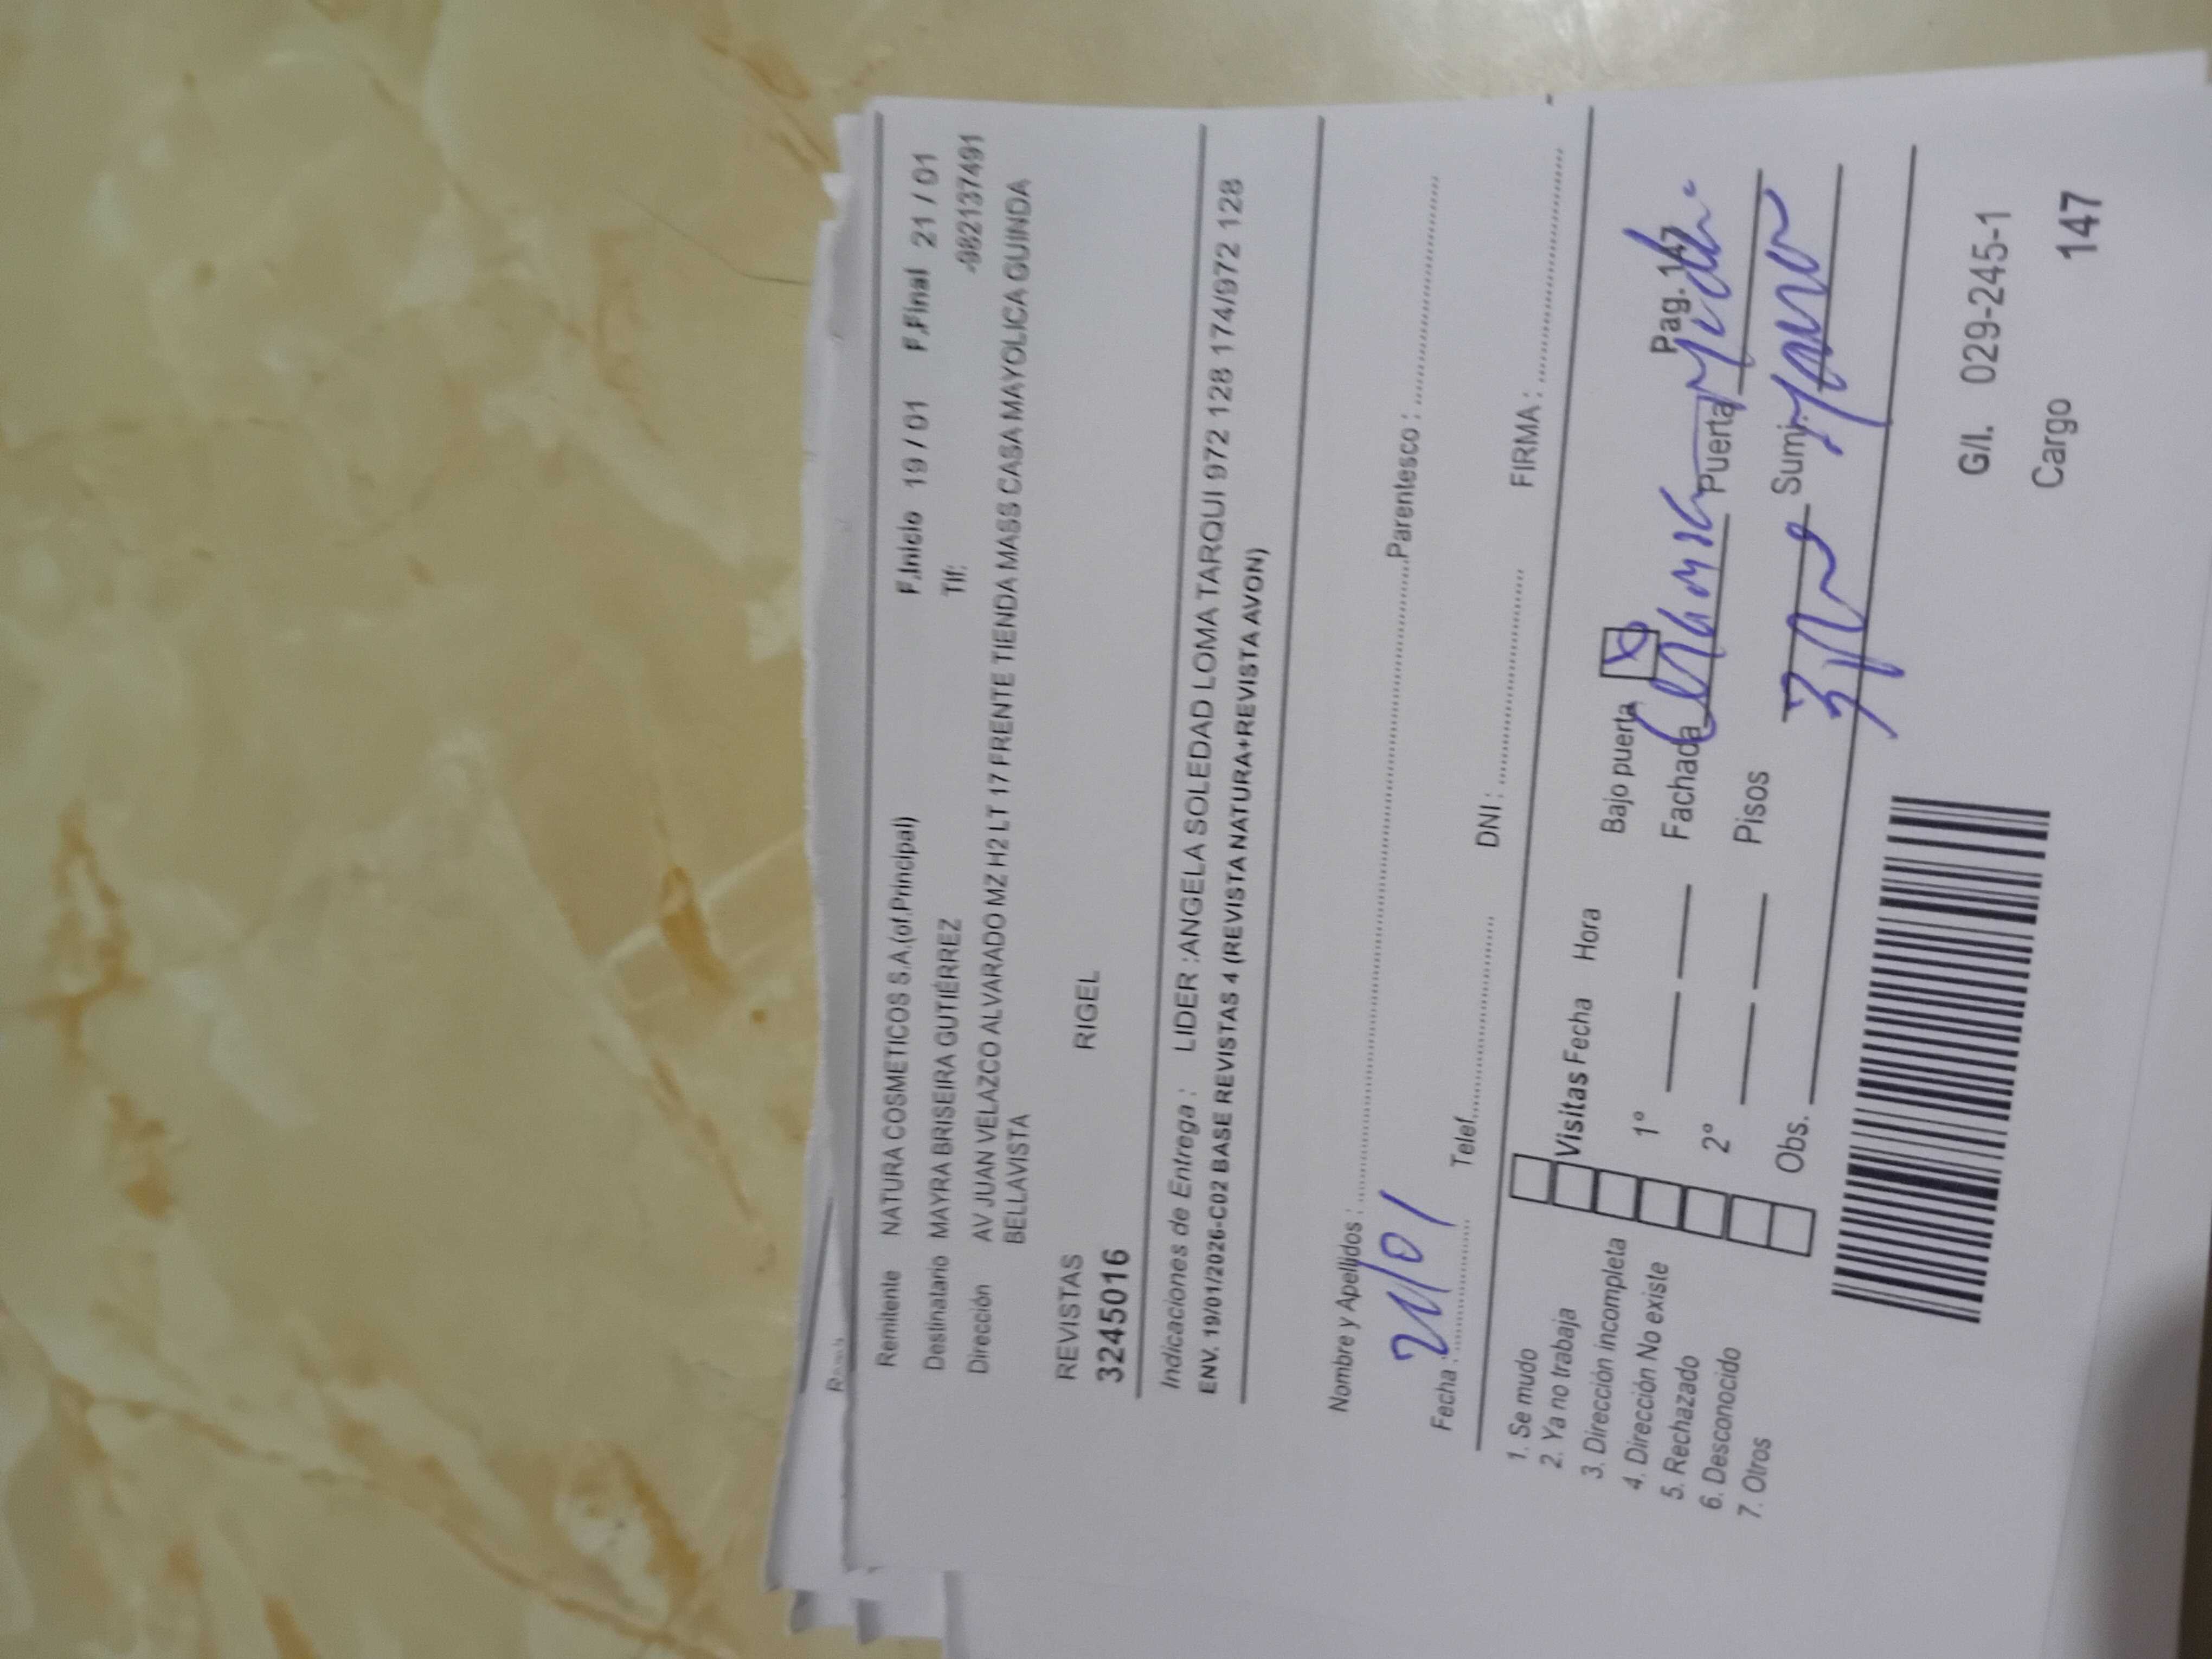 Remitente NATURA COSMETICOS S.A.(of.Principal) F.Inicio 19 / 01 F.Final 21 / 01
Destinatario MAYRA BRISEIRA GUTIÉRREZ Tlf: -982137491
Dirección AV JUAN VELAZCO ALVARADO MZ H2 LT 17 FRENTE TIENDA MASS CASA MAYOLICA GUINDA
BELLAVISTA
REVISTAS RIGEL
3245016
Indicaciones de Entrega : LIDER :ANGELA SOLEDAD LOMA TARQUI 972 128 174/972 128
ENV. 19/01/2026-C02 BASE REVISTAS 4 (REVISTA NATURA+REVISTA AVON)
Nombre y Apellidos : Parentesco :
Fecha : 21/01 Telef. DNI : FIRMA :
1. Se mudo
2. Ya no trabaja
3. Dirección incompleta
4. Dirección No existe
5. Rechazado
6. Desconocido
7. Otros
Visitas Fecha Hora Bajo puerta X Pag. 147
1° Fachada Puerta
2° Pisos Sumi.
Obs.
G/I. 029-245-1
Cargo 147